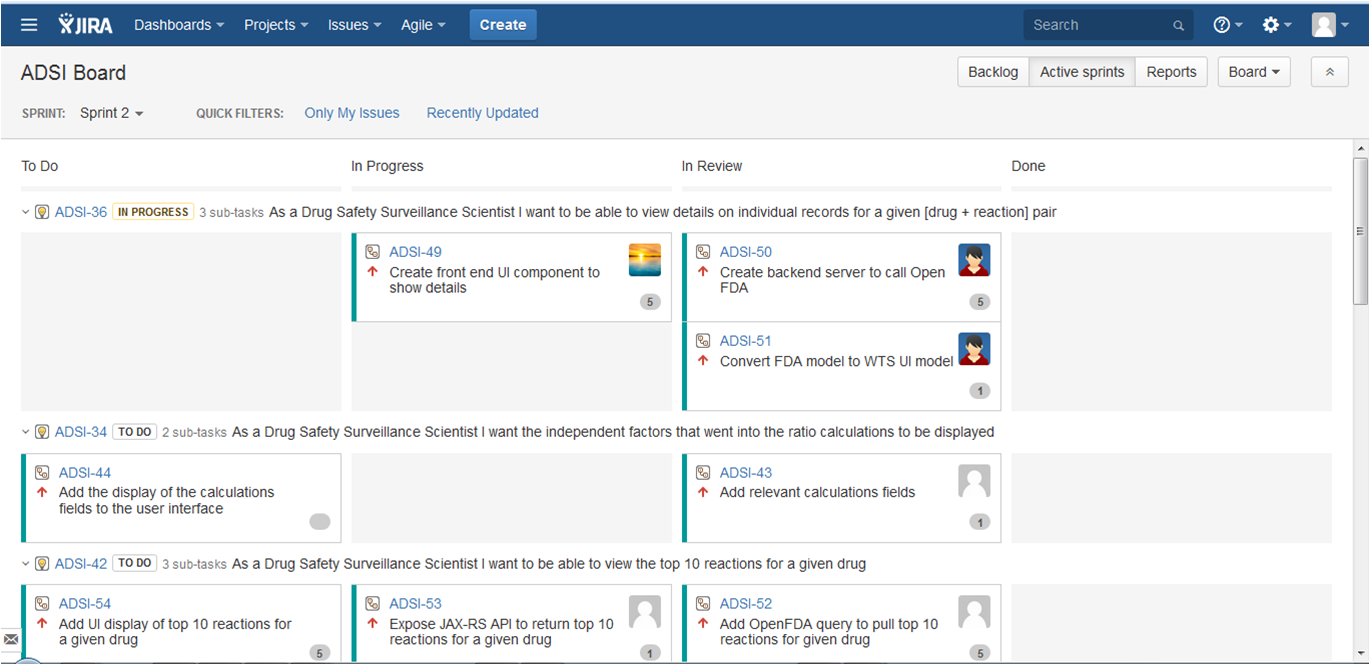 JIRA Dashboards Projects Issues Agile Create Search
ADSI Board Backlog Active sprints Reports Board
SPRINT: Sprint 2 QUICK FILTERS: Only My Issues Recently Updated
To Do In Progress In Review Done
ADSI-36 IN PROGRESS 3 sub-tasks As a Drug Safety Surveillance Scientist I want to be able to view details on individual records for a given [drug + reaction] pair
ADSI-49
Create front end UI component to
show details
5
ADSI-50
Create backend server to call Open
FDA
5
ADSI-51
Convert FDA model to WTS UI model
1
ADSI-34 TO DO 2 sub-tasks As a Drug Safety Surveillance Scientist I want the independent factors that went into the ratio calculations to be displayed
ADSI-44
Add the display of the calculations
fields to the user interface
ADSI-43
Add relevant calculations fields
1
ADSI-42 TO DO 3 sub-tasks As a Drug Safety Surveillance Scientist I want to be able to view the top 10 reactions for a given drug
ADSI-54
Add UI display of top 10 reactions for
a given drug
5
ADSI-53
Expose JAX-RS API to return top 10
reactions for a given drug
1
ADSI-52
Add OpenFDA query to pull top 10
reactions for given drug
5